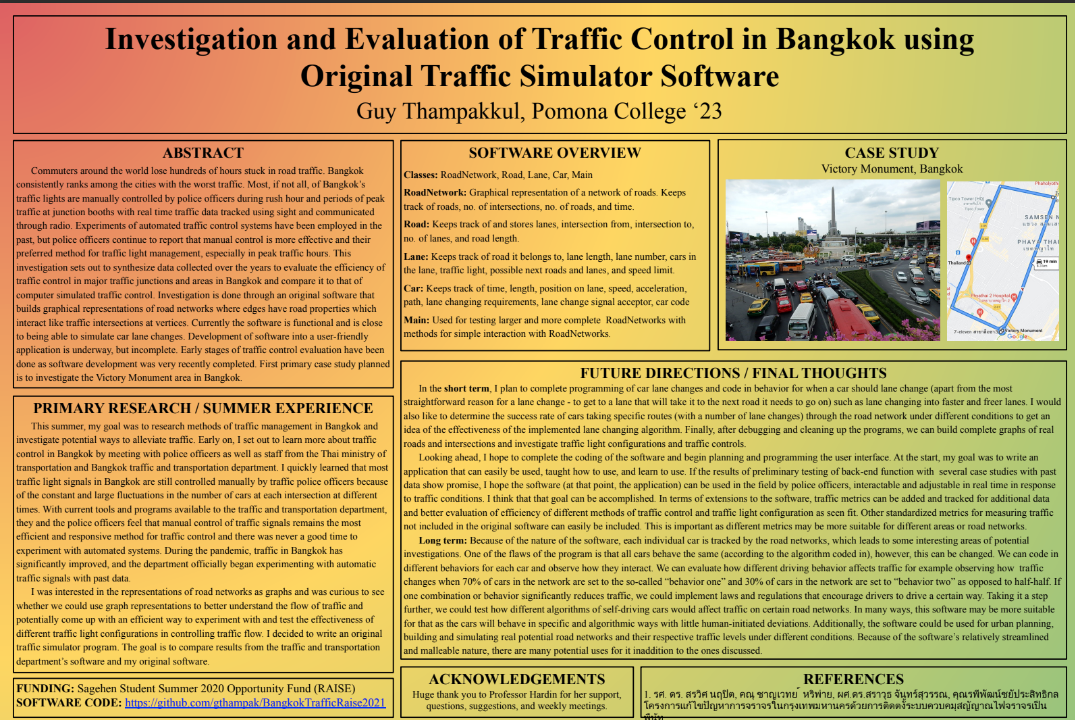 Investigation and Evaluation of Traffic Control in Bangkok using
Original Traffic Simulator Software
Guy Thampakkul, Pomona College ‘23
ABSTRACT
Commuters around the world lose hundreds of hours stuck in road traffic. Bangkok
consistently ranks among the cities with the worst traffic. Most, if not all, of Bangkok’s
traffic lights are manually controlled by police officers during rush hour and periods of peak
traffic at junction booths with real time traffic data tracked using sight and communicated
through radio. Experiments of automated traffic control systems have been employed in the
past, but police officers continue to report that manual control is more effective and their
preferred method for traffic light management, especially in peak traffic hours. This
investigation sets out to synthesize data collected over the years to evaluate the efficiency of
traffic control in major traffic junctions and areas in Bangkok and compare it to that of
computer simulated traffic control. Investigation is done through an original software that
builds graphical representations of road networks where edges have road properties which
interact like traffic intersections at vertices. Currently the software is functional and is close
to being able to simulate car lane changes. Development of software into a user-friendly
application is underway, but incomplete. Early stages of traffic control evaluation have been
done as software development was very recently completed. First primary case study planned
is to investigate the Victory Monument area in Bangkok.
PRIMARY RESEARCH / SUMMER EXPERIENCE
This summer, my goal was to research methods of traffic management in Bangkok and
investigate potential ways to alleviate traffic. Early on, I set out to learn more about traffic
control in Bangkok by meeting with police officers as well as staff from the Thai ministry of
transportation and Bangkok traffic and transportation department. I quickly learned that most
traffic light signals in Bangkok are still controlled manually by traffic police officers because
of the constant and large fluctuations in the number of cars at each intersection at different
times. With current tools and programs available to the traffic and transportation department,
they and the police officers feel that manual control of traffic signals remains the most
efficient and responsive method for traffic control and there was never a good time to
experiment with automated systems. During the pandemic, traffic in Bangkok has
significantly improved, and the department officially began experimenting with automatic
traffic signals with past data.
I was interested in the representations of road networks as graphs and was curious to see
whether we could use graph representations to better understand the flow of traffic and
potentially come up with an efficient way to experiment with and test the effectiveness of
different traffic light configurations in controlling traffic flow. I decided to write an original
traffic simulator program. The goal is to compare results from the traffic and transportation
department’s software and my original software.
FUNDING: Sagehen Student Summer 2020 Opportunity Fund (RAISE)
SOFTWARE CODE: https://github.com/gthampak/BangkokTrafficRaise2021
SOFTWARE OVERVIEW
Classes: RoadNetwork, Road, Lane, Car, Main
RoadNetwork: Graphical representation of a network of roads. Keeps
track of roads, no. of intersections, no. of roads, and time.
Road: Keeps track of and stores lanes, intersection from, intersection to,
no. of lanes, and road length.
Lane: Keeps track of road it belongs to, lane length, lane number, cars in
the lane, traffic light, possible next roads and lanes, and speed limit.
Car: Keeps track of time, length, position on lane, speed, acceleration,
path, lane changing requirements, lane change signal acceptor, car code
Main: Used for testing larger and more complete RoadNetworks with
methods for simple interaction with RoadNetworks.
CASE STUDY
Victory Monument, Bangkok
SAMSEN N
PHAYA THAI
Thailand
19 min
Phyathai 2 Hospital
7-eleven
Victory Monument
Google
FUTURE DIRECTIONS / FINAL THOUGHTS
In the short term, I plan to complete programming of car lane changes and code in behavior for when a car should lane change (apart from the most
straightforward reason for a lane change - to get to a lane that will take it to the next road it needs to go on) such as lane changing into faster and freer lanes. I would
also like to determine the success rate of cars taking specific routes (with a number of lane changes) through the road network under different conditions to get an
idea of the effectiveness of the implemented lane changing algorithm. Finally, after debugging and cleaning up the programs, we can build complete graphs of real
roads and intersections and investigate traffic light configurations and traffic controls.
Looking ahead, I hope to complete the coding of the software and begin planning and programming the user interface. At the start, my goal was to write an
application that can easily be used, taught how to use, and learn to use. If the results of preliminary testing of back-end function with several case studies with past
data show promise, I hope the software (at that point, the application) can be used in the field by police officers, interactable and adjustable in real time in response
to traffic conditions. I think that that goal can be accomplished. In terms of extensions to the software, traffic metrics can be added and tracked for additional data
and better evaluation of efficiency of different methods of traffic control and traffic light configuration as seen fit. Other standardized metrics for measuring traffic
not included in the original software can easily be included. This is important as different metrics may be more suitable for different areas or road networks.
Long term: Because of the nature of the software, each individual car is tracked by the road networks, which leads to some interesting areas of potential
investigations. One of the flaws of the program is that all cars behave the same (according to the algorithm coded in), however, this can be changed. We can code in
different behaviors for each car and observe how they interact. We can evaluate how different driving behavior affects traffic for example observing how traffic
changes when 70% of cars in the network are set to the so-called “behavior one” and 30% of cars in the network are set to “behavior two” as opposed to half-half. If
one combination or behavior significantly reduces traffic, we could implement laws and regulations that encourage drivers to drive a certain way. Taking it a step
further, we could test how different algorithms of self-driving cars would affect traffic on certain road networks. In many ways, this software may be more suitable
for that as the cars will behave in specific and algorithmic ways with little human-initiated deviations. Additionally, the software could be used for urban planning,
building and simulating real potential road networks and their respective traffic levels under different conditions. Because of the software’s relatively streamlined
and malleable nature, there are many potential uses for it inaddition to the ones discussed.
ACKNOWLEDGEMENTS
Huge thank you to Professor Hardin for her support,
questions, suggestions, and weekly meetings.
REFERENCES
1. รศ. ดร. สรวิศ นฤปิติ, คณ ชาญเวทย์ หริพ่าย, ผศ.ดร.สราวุธ จันทร์สุวรรณ, คุณรพีพัฒน์ชย์ประสิทธิกล
โครงการแก้ไขปัญหาการจราจรในกรุงเทพมหานครด้วยการติดตั้งระบบควบคุมสัญญาณไฟจราจรเป็น